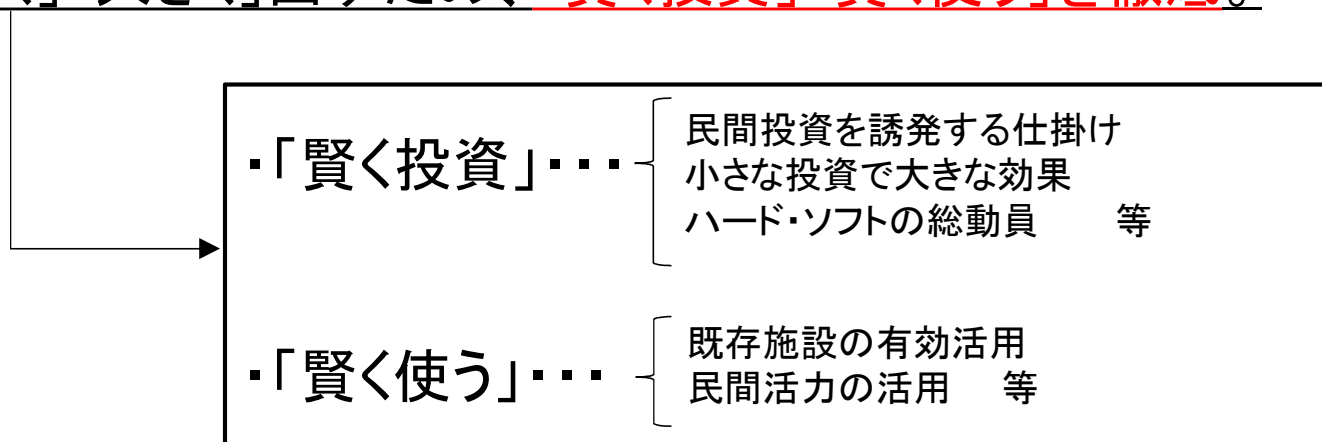 ・「賢く投資」・・・
民間投資を誘発する仕掛け
小さな投資で大きな効果
ハード・ソフトの総動員　　等
・「賢く使う」・・・
既存施設の有効活用
民間活力の活用　等